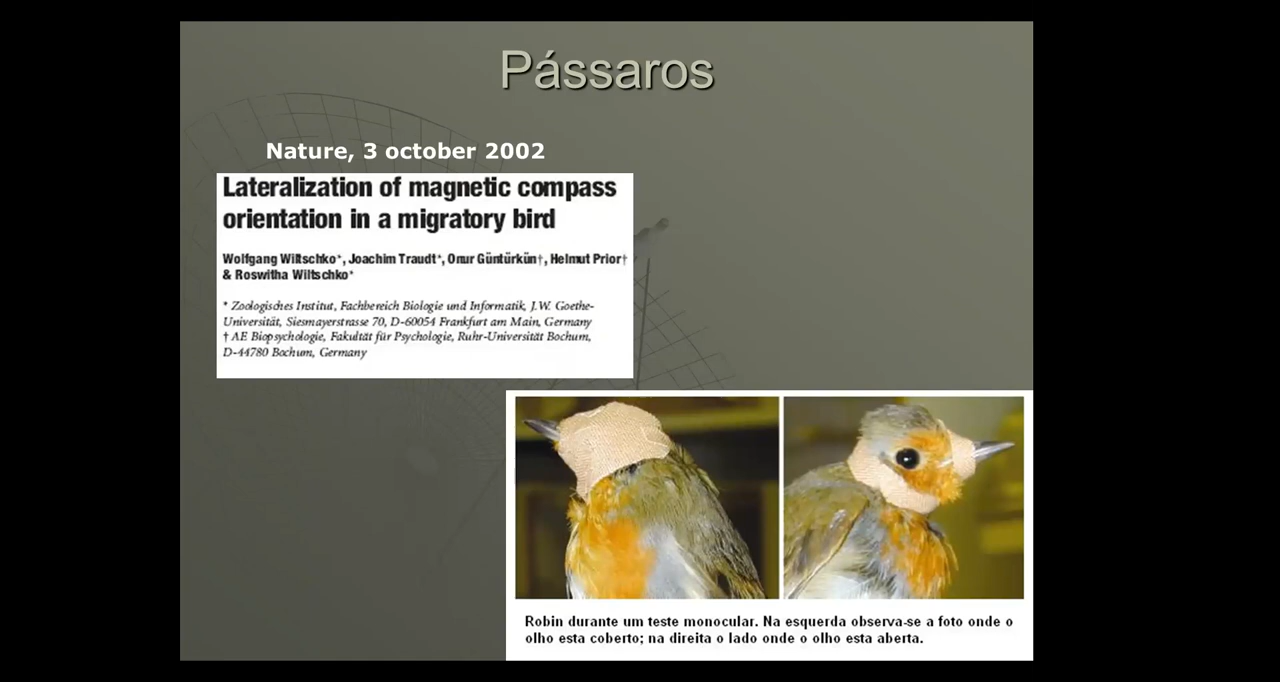 Pássaros
Nature, 3 october 2002
Lateralization of magnetic compass
orientation in a migratory bird
Wolfgang Wiltschko*, Joachim Traudt*, Onur Güntürkün†, Helmut Prior†
& Roswitha Wiltschko*
* Zoologisches Institut, Fachbereich Biologie und Informatik, J.W. Goethe-
Universität, Siesmayerstrasse 70, D-60054 Frankfurt am Main, Germany
† AE Biopsychologie, Fakultät für Psychologie, Ruhr-Universität Bochum,
D-44780 Bochum, Germany
Robin durante um teste monocular. Na esquerda observa-se a foto onde o
olho esta coberto; na direita o lado onde o olho esta aberta.